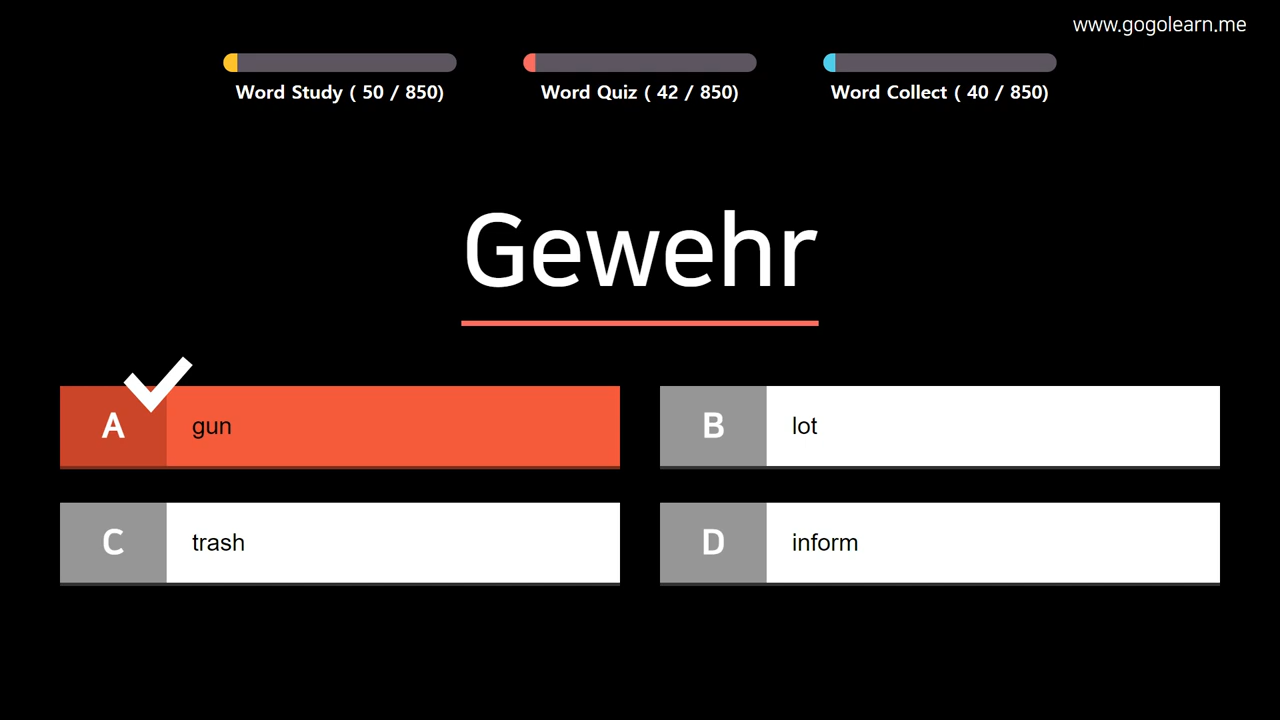 www.gogolearn.me
Word Study ( 50 / 850)
Word Quiz ( 42 / 850)
Word Collect ( 40 / 850)
Gewehr
A gun
B lot
C trash
D inform